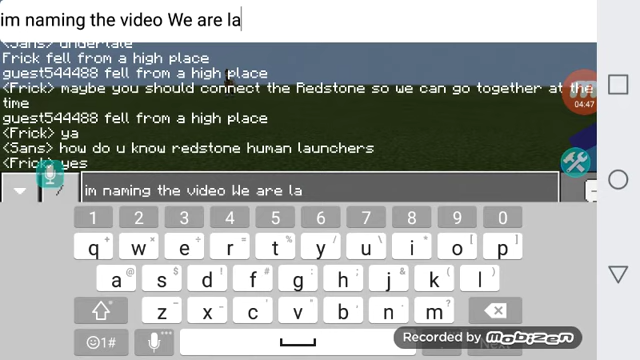 im naming the video We are la
<Sans> undertale
Frick fell from a high place
guest544488 fell from a high place
<Frick> maybe you should connect the Redstone so we can go together at the
time
guest544488 fell from a high place
<Frick> ya
<Sans> how do u know redstone human launchers
<Frick> yes
04:47
/ im naming the video We are la
1 2 3 4 5 6 7 8 9 0
q w e r t y u i o p
a s d f g h j k l
z x c v b n m
☺1#
Recorded by Mobizen